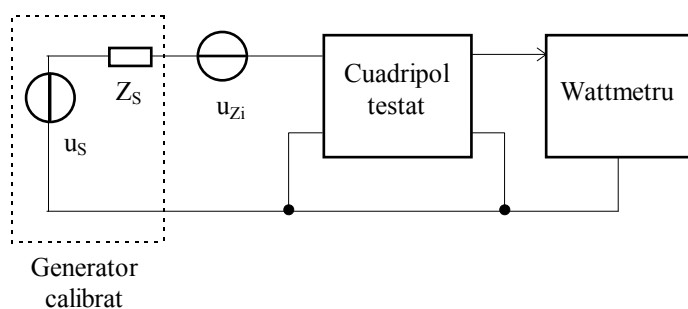 Z_S
u_S
u_Zi
Cuadripol
testat
Wattmetru
Generator
calibrat